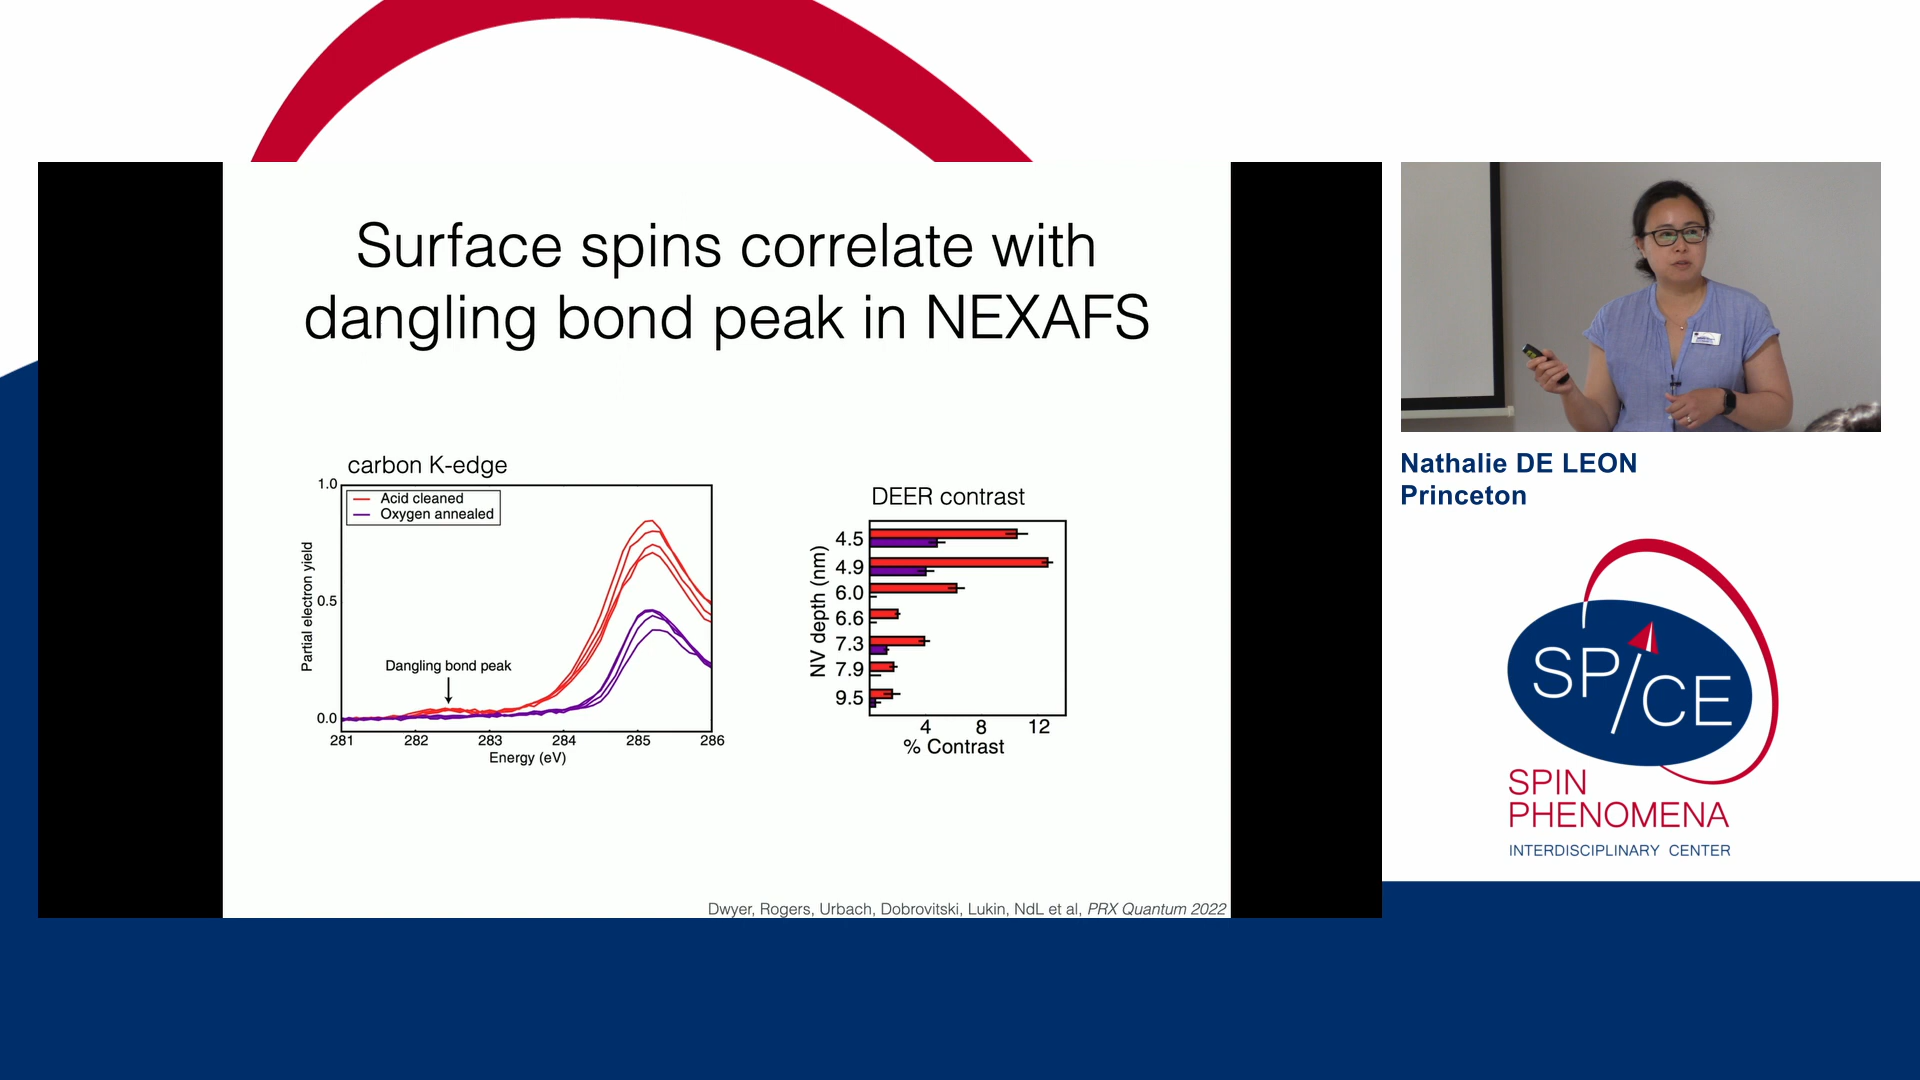 Surface spins correlate with
dangling bond peak in NEXAFS
carbon K-edge
1.0
Acid cleaned
Oxygen annealed
0.5
0.0
Partial electron yield
Dangling bond peak
281 282 283 284 285 286
Energy (eV)
DEER contrast
NV depth (nm)
4.5
4.9
6.0
6.6
7.3
7.9
9.5
4 8 12
% Contrast
Dwyer, Rogers, Urbach, Dobrovitski, Lukin, NdL et al, PRX Quantum 2022
Nathalie DE LEON
Princeton
SP/CE
SPIN
PHENOMENA
INTERDISCIPLINARY CENTER